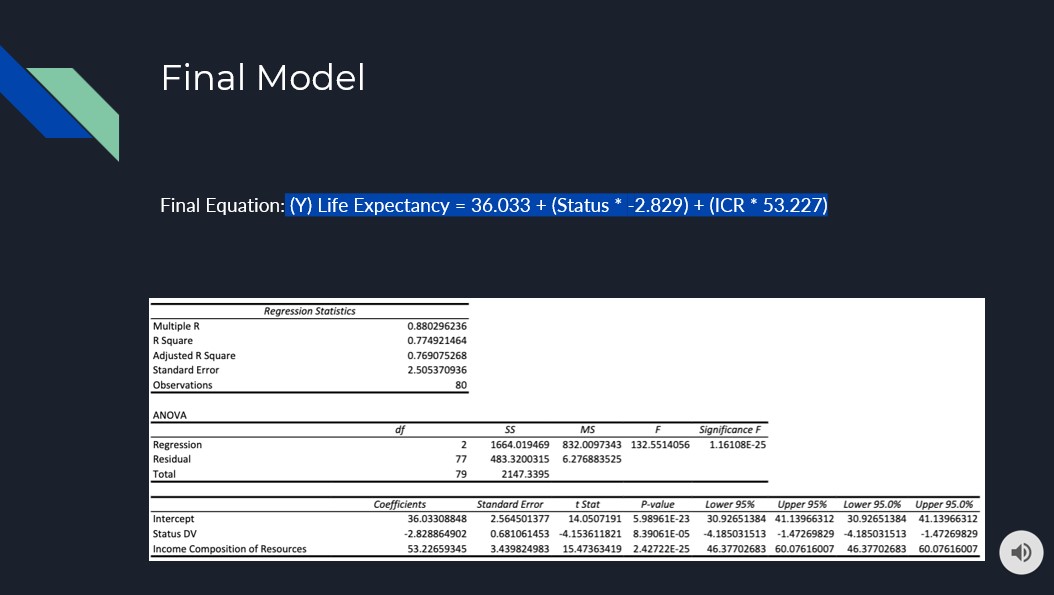 Final Model
Final Equation: (Y) Life Expectancy = 36.033 + (Status * -2.829) + (ICR * 53.227)
Regression Statistics
Multiple R 0.880296236
R Square 0.774921464
Adjusted R Square 0.769075268
Standard Error 2.505370936
Observations 80
ANOVA
df SS MS F Significance F
Regression 2 1664.019469 832.0097343 132.5514056 1.16108E-25
Residual 77 483.3200315 6.276883525
Total 79 2147.3395
Coefficients Standard Error t Stat P-value Lower 95% Upper 95% Lower 95.0% Upper 95.0%
Intercept 36.03308848 2.564501377 14.0507191 5.98961E-23 30.92651384 41.13966312 30.92651384 41.13966312
Status DV -2.828864902 0.681061453 -4.153611821 8.39061E-05 -4.185031513 -1.47269829 -4.185031513 -1.47269829
Income Composition of Resources 53.22659345 3.439824983 15.47363419 2.42722E-25 46.37702683 60.07616007 46.37702683 60.07616007